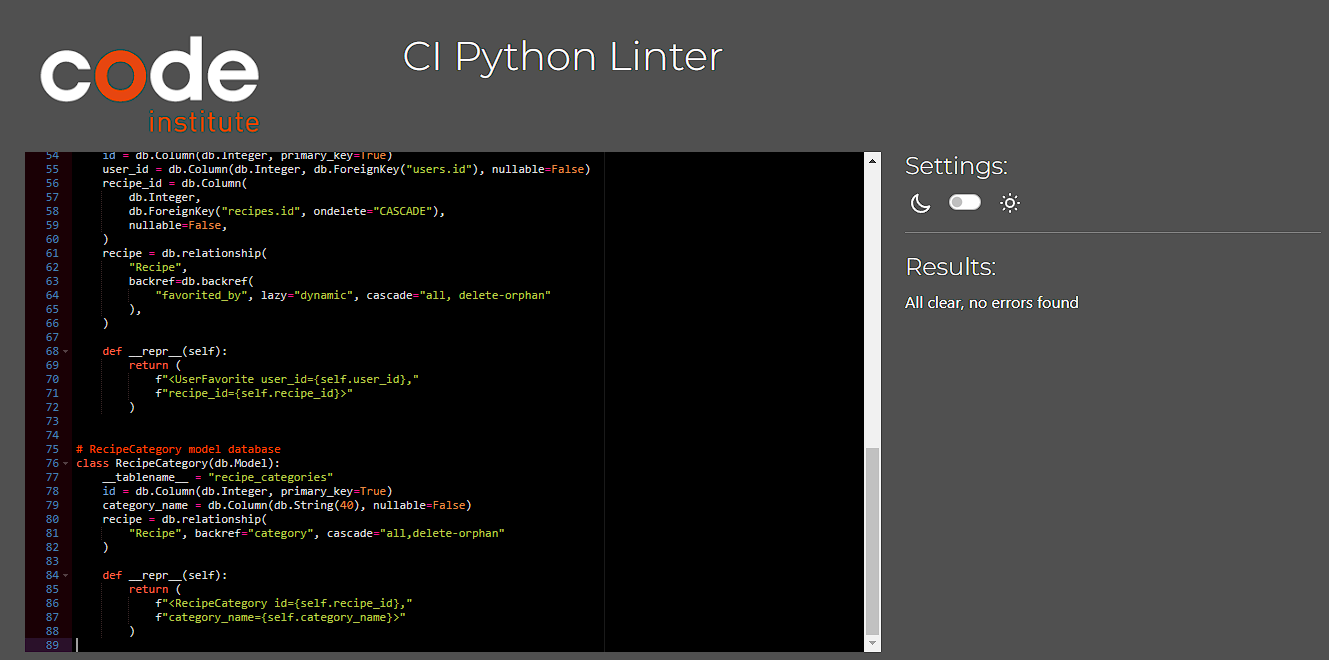 code
institute
CI Python Linter
54 id = db.Column(db.Integer, primary_key=True)
55 user_id = db.Column(db.Integer, db.ForeignKey("users.id"), nullable=False)
56 recipe_id = db.Column(
57 db.Integer,
58 db.ForeignKey("recipes.id", ondelete="CASCADE"),
59 nullable=False,
60 )
61 recipe = db.relationship(
62 "Recipe",
63 backref=db.backref(
64 "favorited_by", lazy="dynamic", cascade="all, delete-orphan"
65 ),
66 )
67
68 def __repr__(self):
69 return (
70 f"<UserFavorite user_id={self.user_id},"
71 f"recipe_id={self.recipe_id}>"
72 )
73
74
75 # RecipeCategory model database
76 class RecipeCategory(db.Model):
77 __tablename__ = "recipe_categories"
78 id = db.Column(db.Integer, primary_key=True)
79 category_name = db.Column(db.String(40), nullable=False)
80 recipe = db.relationship(
81 "Recipe", backref="category", cascade="all,delete-orphan"
82 )
83
84 def __repr__(self):
85 return (
86 f"<RecipeCategory id={self.recipe_id},"
87 f"category_name={self.category_name}>"
88 )
89
Settings:
Results:
All clear, no errors found